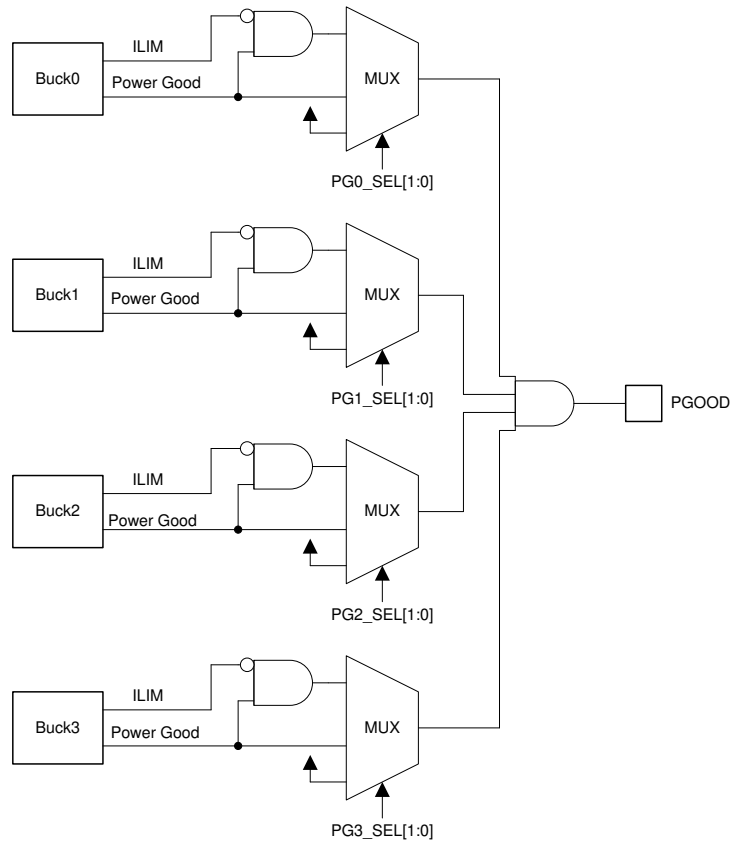 ILIM
Buck0
Power Good
MUX
PG0_SEL[1:0]
ILIM
Buck1
Power Good
MUX
PG1_SEL[1:0]
PGOOD
ILIM
Buck2
Power Good
MUX
PG2_SEL[1:0]
ILIM
Buck3
Power Good
MUX
PG3_SEL[1:0]